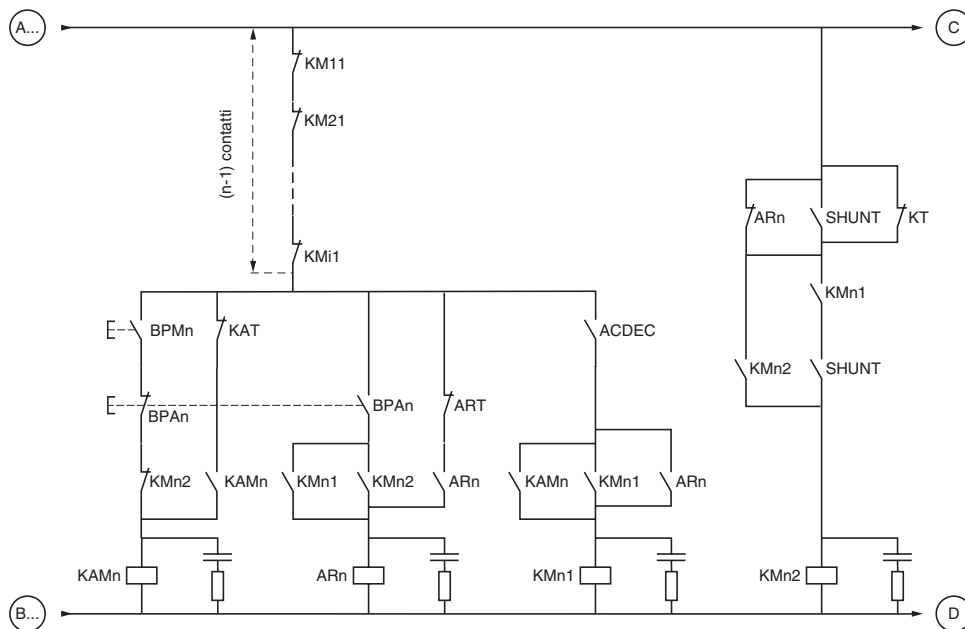 A...
C
KM11
KM21
(n-1) contatti
ARn
SHUNT
KT
KMi1
KMn1
BPMn
KAT
ACDEC
KMn2
SHUNT
BPAn
BPAn
ART
KMn2
KAMn
KMn1
KMn2
ARn
KAMn
KMn1
ARn
KAMn
ARn
KMn1
KMn2
B...
D